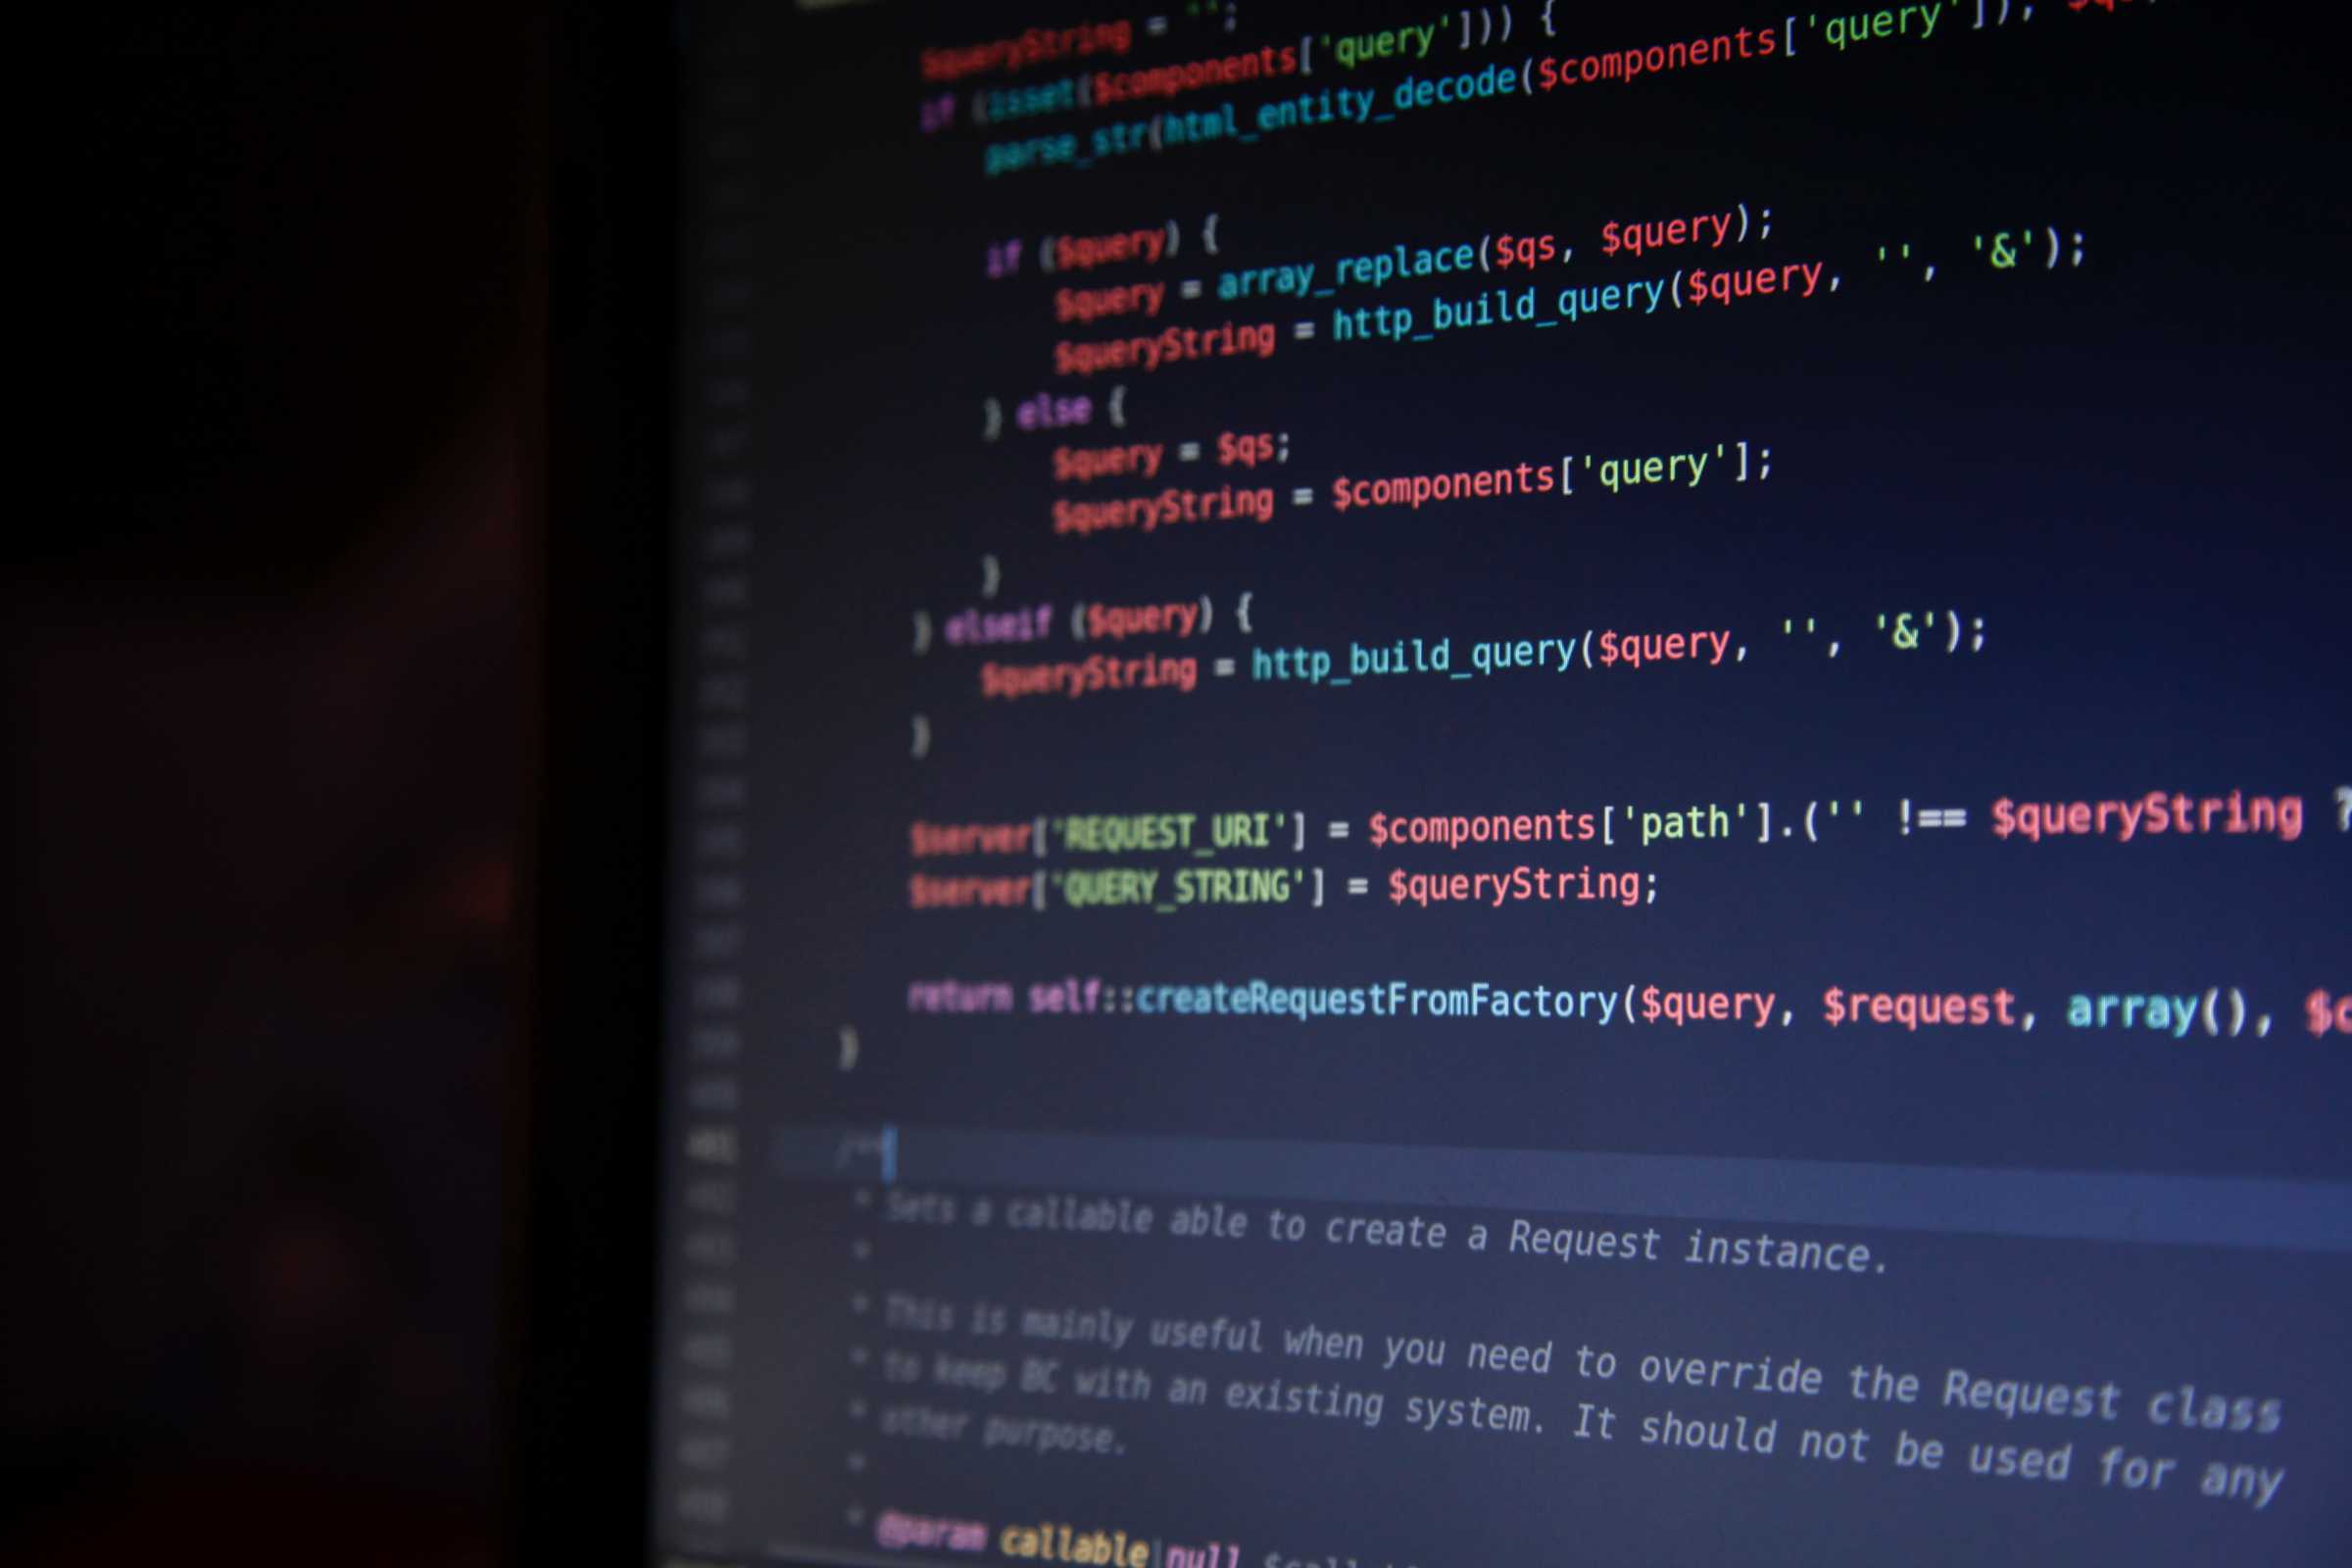 $queryString = '';
if (isset($components['query'])) {
parse_str(html_entity_decode($components['query']),
if ($query) {
$query = array_replace($qs, $query);
$queryString = http_build_query($query, '', '&');
} else {
$query = $qs;
$queryString = $components['query'];
}
} elseif ($query) {
$queryString = http_build_query($query, '', '&');
}
$server['REQUEST_URI'] = $components['path'].('' !== $queryString ?
$server['QUERY_STRING'] = $queryString;
return self::createRequestFromFactory($query, $request, array(), $c
}
/**
* Sets a callable able to create a Request instance.
*
* This is mainly useful when you need to override the Request class
* to keep BC with an existing system. It should not be used for any
* other purpose.
*
* @param callable|null